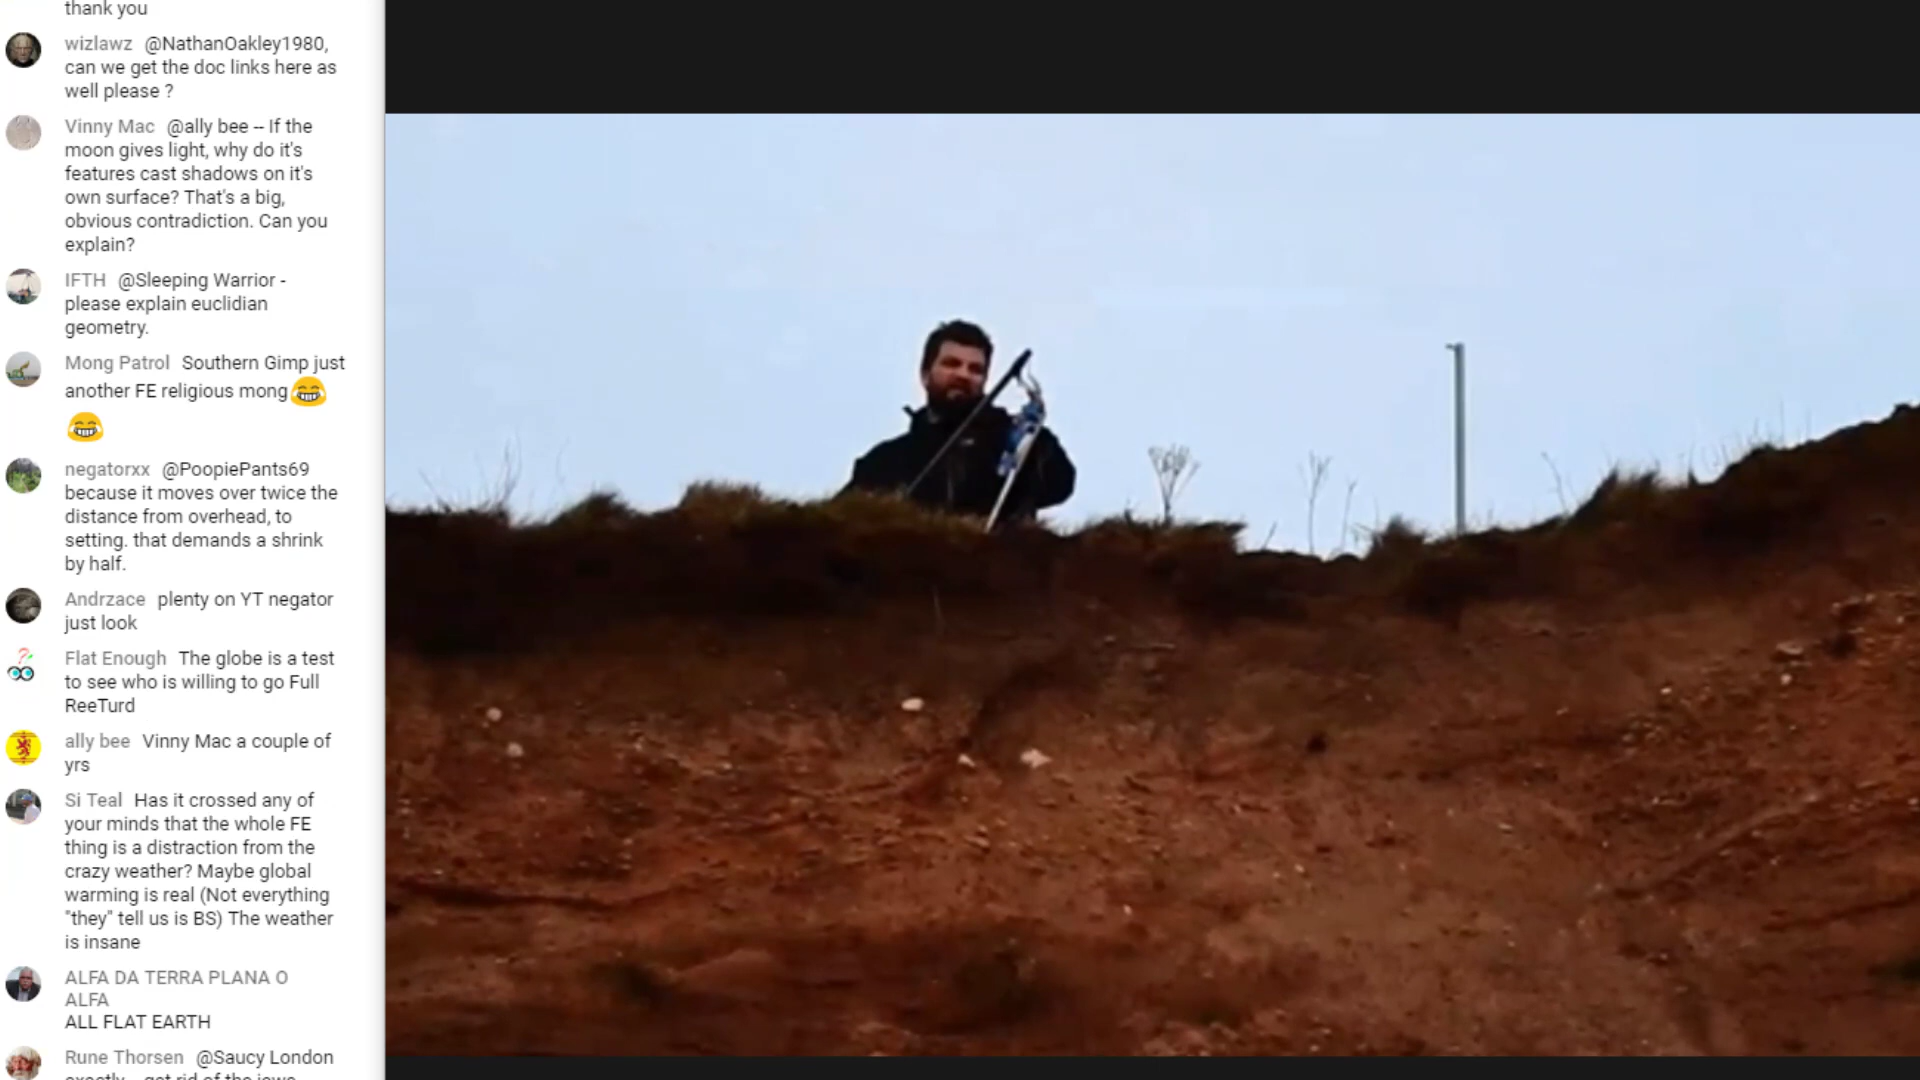 thank you
wizlawz @NathanOakley1980,
can we get the doc links here as
well please ?
Vinny Mac @ally bee -- If the
moon gives light, why do it's
features cast shadows on it's
own surface? That's a big,
obvious contradiction. Can you
explain?
IFTH @Sleeping Warrior -
please explain euclidian
geometry.
Mong Patrol Southern Gimp just
another FE religious mong😂
😂
negatorxx @PoopiePants69
because it moves over twice the
distance from overhead, to
setting. that demands a shrink
by half.
Andrzace plenty on YT negator
just look
Flat Enough The globe is a test
to see who is willing to go Full
ReeTurd
ally bee Vinny Mac a couple of
yrs
Si Teal Has it crossed any of
your minds that the whole FE
thing is a distraction from the
crazy weather? Maybe global
warming is real (Not everything
"they" tell us is BS) The weather
is insane
ALFA DA TERRA PLANA O
ALFA
ALL FLAT EARTH
Rune Thorsen @Saucy London